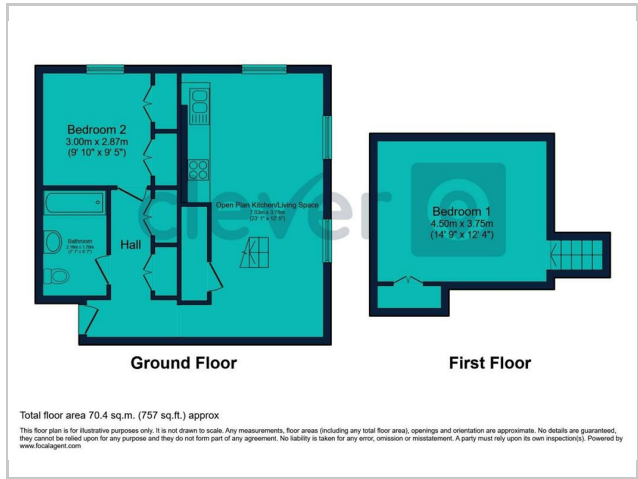 Bedroom 2
3.00m x 2.87m
(9' 10" x 9' 5")
Open Plan Kitchen/Living Space
(23' 1" x 12' 5")
Bathroom
Hall
clever
Bedroom 1
4.50m x 3.75m
(14' 9" x 12' 4")
Ground Floor
First Floor
Total floor area 70.4 sq.m. (757 sq.ft.) approx
This floor plan is for illustrative purposes only. It is not drawn to scale. Any measurements, floor areas (including any total floor area), openings and orientation are approximate. No details are guaranteed,
they cannot be relied upon for any purpose and they do not form part of any agreement. No liability is taken for any error, omission or misstatement. A party must rely upon its own inspection(s). Powered by
www.focalagent.com